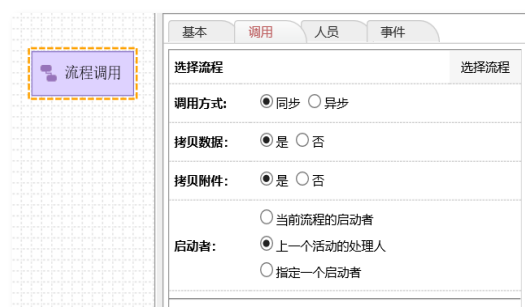 基本 调用 人员 事件
流程调用
选择流程 选择流程
调用方式: 同步 异步
拷贝数据: 是 否
拷贝附件: 是 否
当前流程的启动者
启动者: 上一个活动的处理人
指定一个启动者